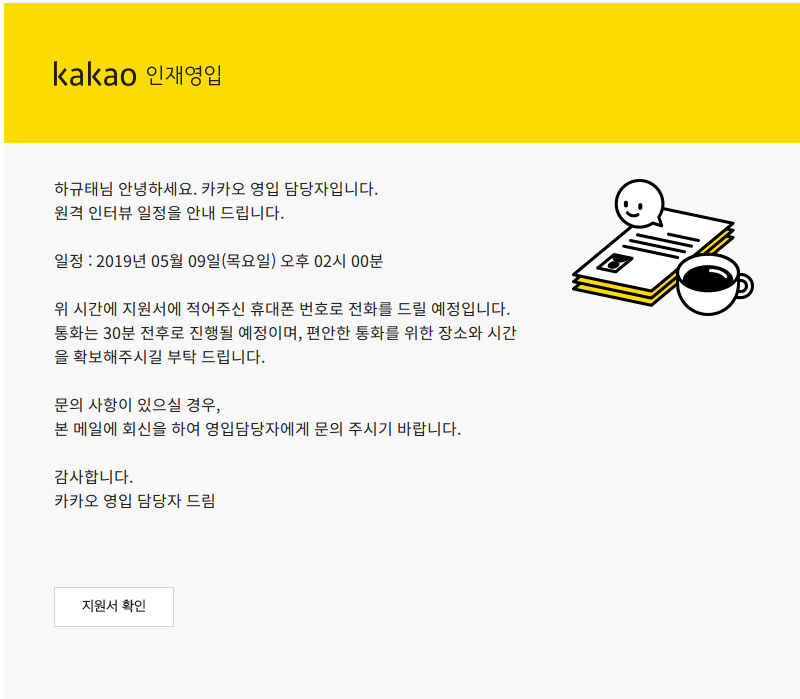 kakao 인재영입
하규태님 안녕하세요. 카카오 영입 담당자입니다.
원격 인터뷰 일정을 안내 드립니다.
일정 : 2019년 05월 09일(목요일) 오후 02시 00분
위 시간에 지원서에 적어주신 휴대폰 번호로 전화를 드릴 예정입니다.
통화는 30분 전후로 진행될 예정이며, 편안한 통화를 위한 장소와 시간
을 확보해주시길 부탁 드립니다.
문의 사항이 있으실 경우,
본 메일에 회신을 하여 영입담당자에게 문의 주시기 바랍니다.
감사합니다.
카카오 영입 담당자 드림
지원서 확인